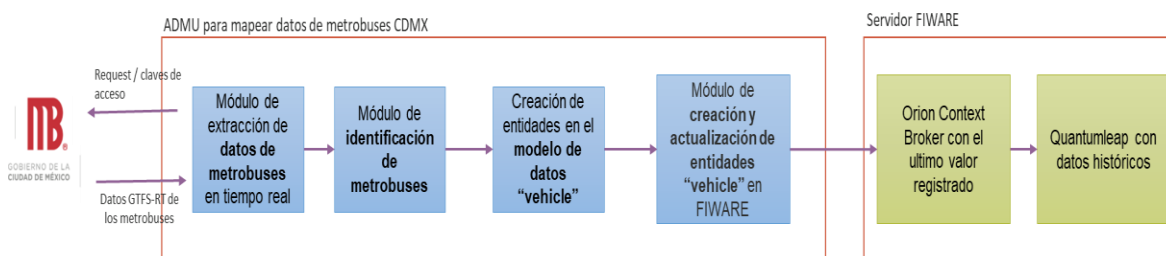 ADMU para mapear datos de metrobuses CDMX
Servidor FIWARE
Request / claves de
acceso
MB
GOBIERNO DE LA
CIUDAD DE MÉXICO
Datos GTFS-RT de
los metrobuses
Módulo de
extracción de
datos de
metrobuses
en tiempo real
Módulo de
identificación de
metrobuses
Creación de
entidades en el
modelo de
datos
“vehicle”
Módulo de
creación y
actualización de
entidades
“vehicle” en
FIWARE
Orion Context
Broker con el
ultimo valor
registrado
Quantumleap con
datos históricos